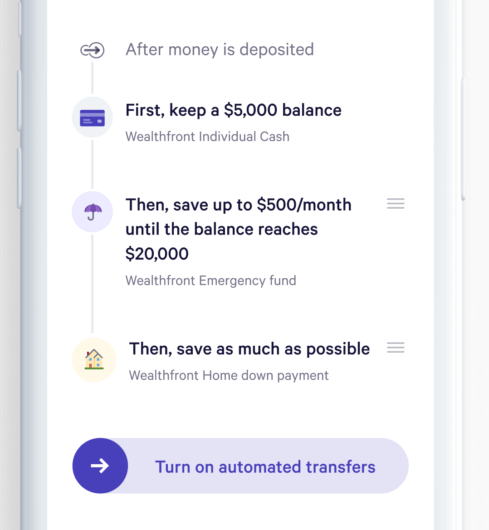 After money is deposited
First, keep a $5,000 balance
Wealthfront Individual Cash
Then, save up to $500/month
until the balance reaches
$20,000
Wealthfront Emergency fund
Then, save as much as possible
Wealthfront Home down payment
Turn on automated transfers